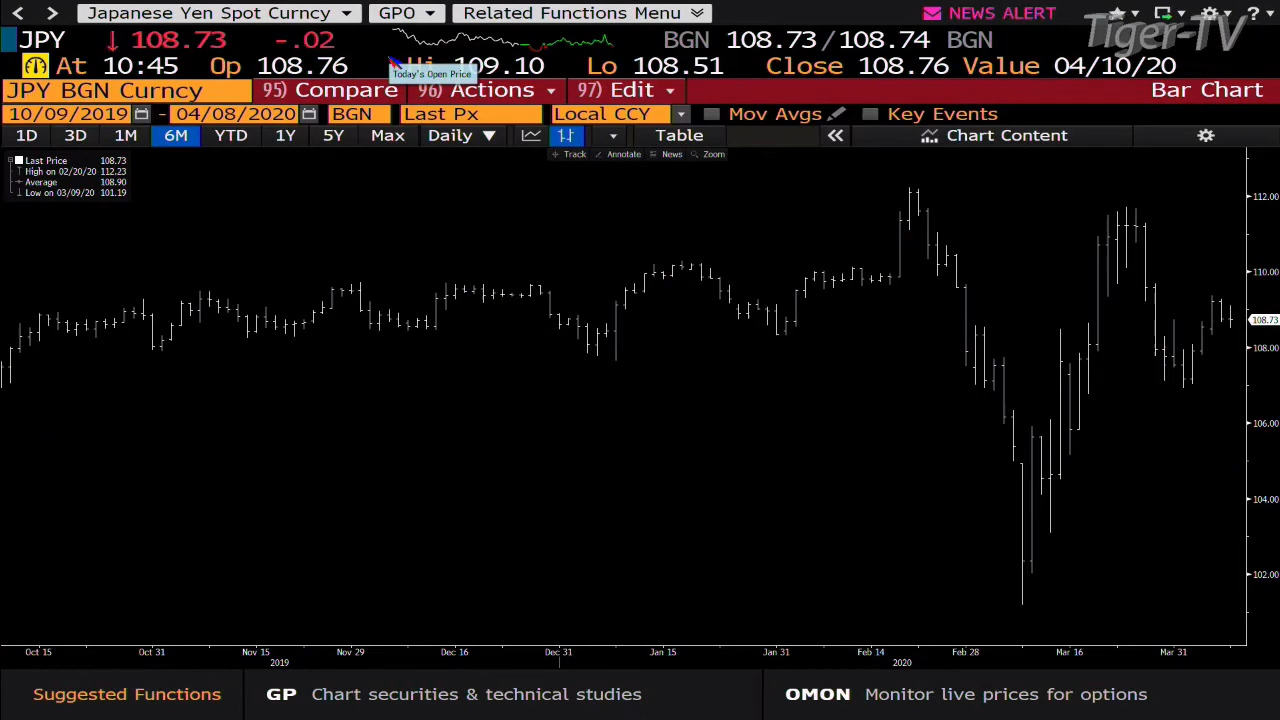 Japanese Yen Spot Curncy GPO Related Functions Menu NEWS ALERT ?
Tiger-TV
JPY 108.73 -.02 BGN 108.73/108.74 BGN
At 10:45 Op 108.76 Hi 109.10 Lo 108.51 Close 108.76 Value 04/10/20
Today's Open Price
JPY BGN Curncy 95) Compare 96) Actions 97) Edit Bar Chart
10/09/2019 - 04/08/2020 BGN Last Px Local CCY Mov Avgs Key Events
1D 3D 1M 6M YTD 1Y 5Y Max Daily ▼ Table « Chart Content
Track Annotate News Zoom
Last Price 108.73
High on 02/20/20 112.23
Average 108.90
Low on 03/09/20 101.19
112.00
110.00
108.73
108.00
106.00
104.00
102.00
Oct 15 Oct 31 Nov 15 Nov 29 Dec 16 Dec 31 Jan 15 Jan 31 Feb 14 Feb 28 Mar 16 Mar 31
2019 2020
Suggested Functions GP Chart securities & technical studies OMON Monitor live prices for options